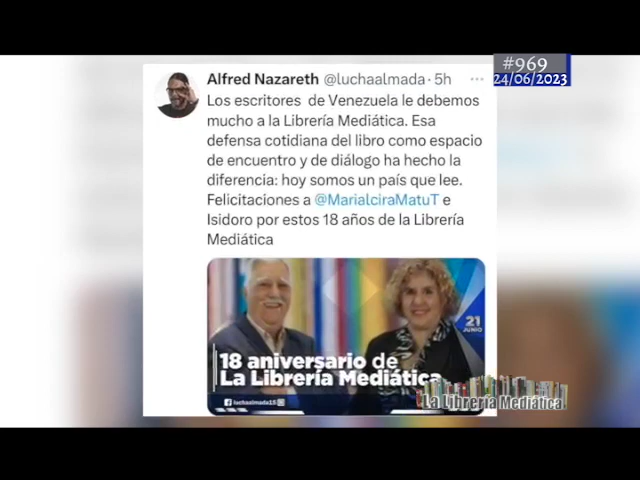 #969
24/06/2023
Alfred Nazareth @luchaalmada · 5h
Los escritores de Venezuela le debemos
mucho a la Librería Mediática. Esa
defensa cotidiana del libro como espacio
de encuentro y de diálogo ha hecho la
diferencia: hoy somos un país que lee.
Felicitaciones a @MarialciraMatuT e
Isidoro por estos 18 años de la Librería
Mediática
21
JUNIO
18 aniversario de
La Librería Mediática
luchaalmada15
La Librería Mediática